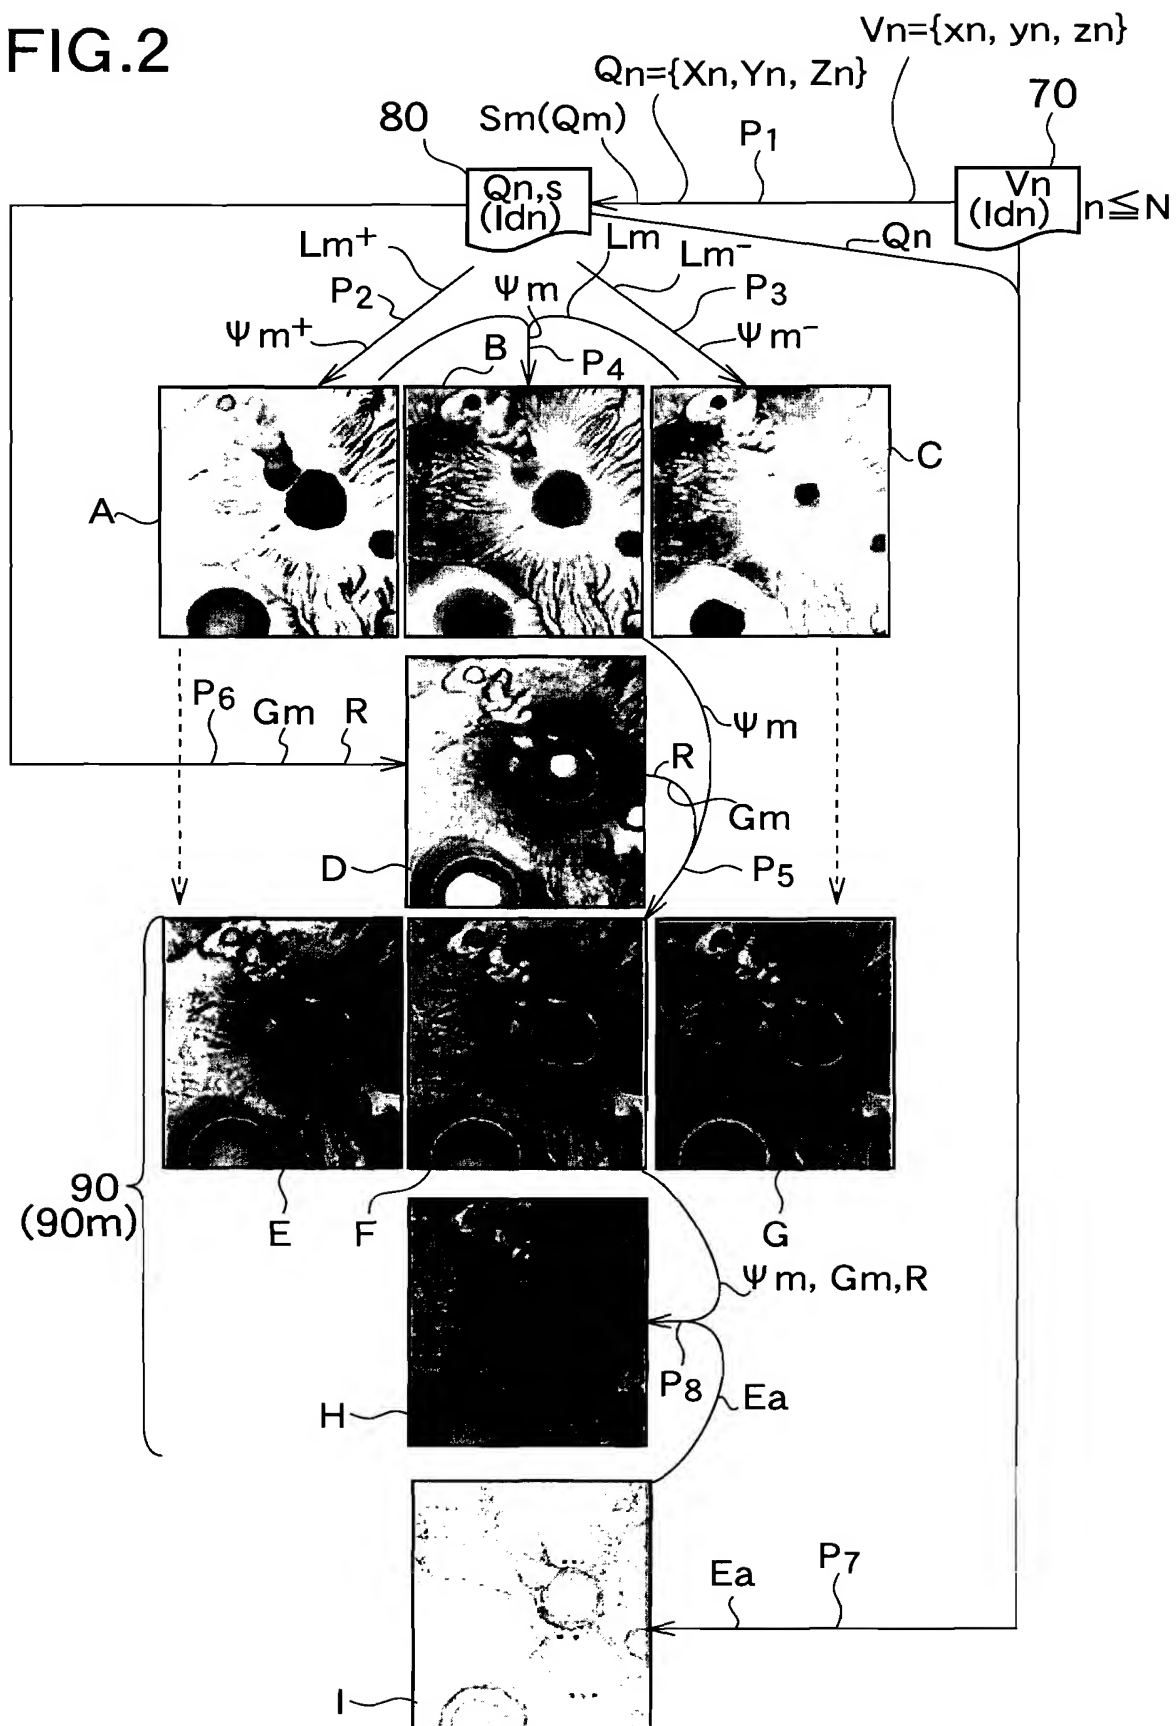 FIG.2
Vn={xn, yn, zn}
Qn={Xn,Yn, Zn}
80
Sm(Qm)
P1
70
Qn,s
(Idn)
Vn
(Idn)
n≦N
Lm+
Lm
Lm-
Qn
P2
Ψm
P3
Ψm+
B
P4
Ψm-
A
C
P6
Gm
R
Ψm
R
Gm
D
P5
90
(90m)
E
F
G
Ψm, Gm,R
P8
Ea
H
Ea
P7
I